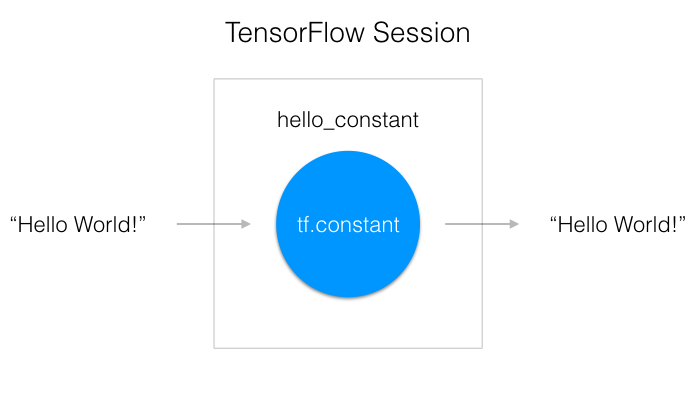 TensorFlow Session
hello_constant
“Hello World!”
tf.constant
“Hello World!”